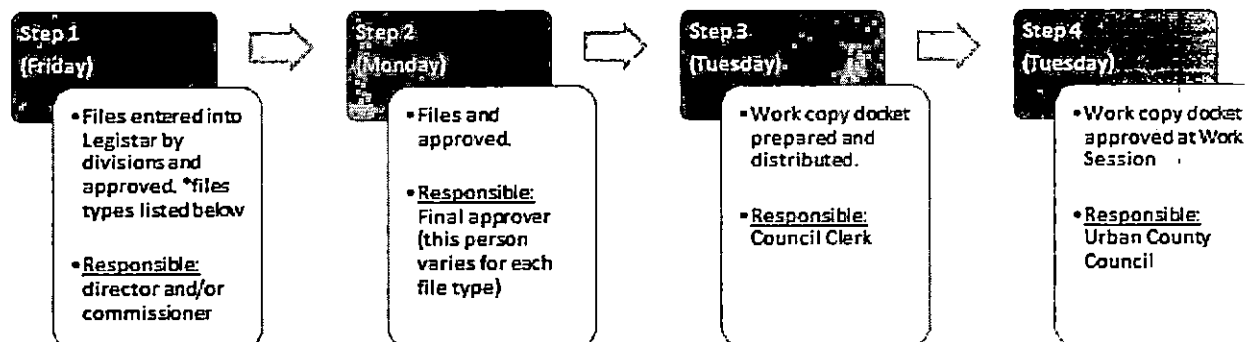 Step 1
(Friday)
• Files entered into
Legistar by
divisions and
approved. *files
types listed below
• Responsible:
director and/or
commissioner
Step 2
(Monday)
• Files and
approved.
• Responsible:
Final approver
(this person
varies for each
file type)
Step 3
(Tuesday)
• Work copy docket
prepared and
distributed.
• Responsible:
Council Clerk
Step 4
(Tuesday)
• Work copy docket
approved at Work
Session
• Responsible:
Urban County
Council